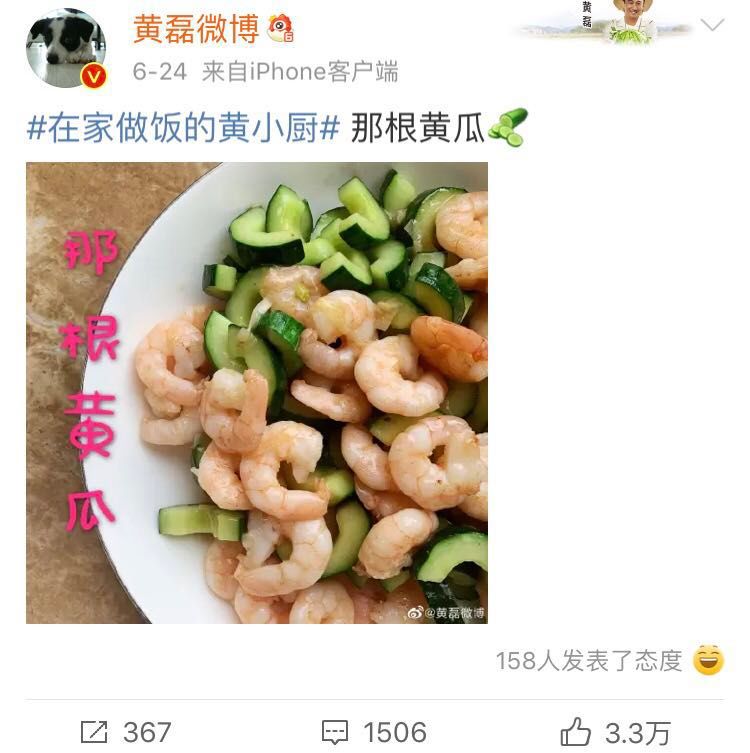 黄磊微博
黄磊
6-24 来自iPhone客户端
#在家做饭的黄小厨# 那根黄瓜
那根黄瓜
@黄磊微博
158人发表了态度
367
1506
3.3万